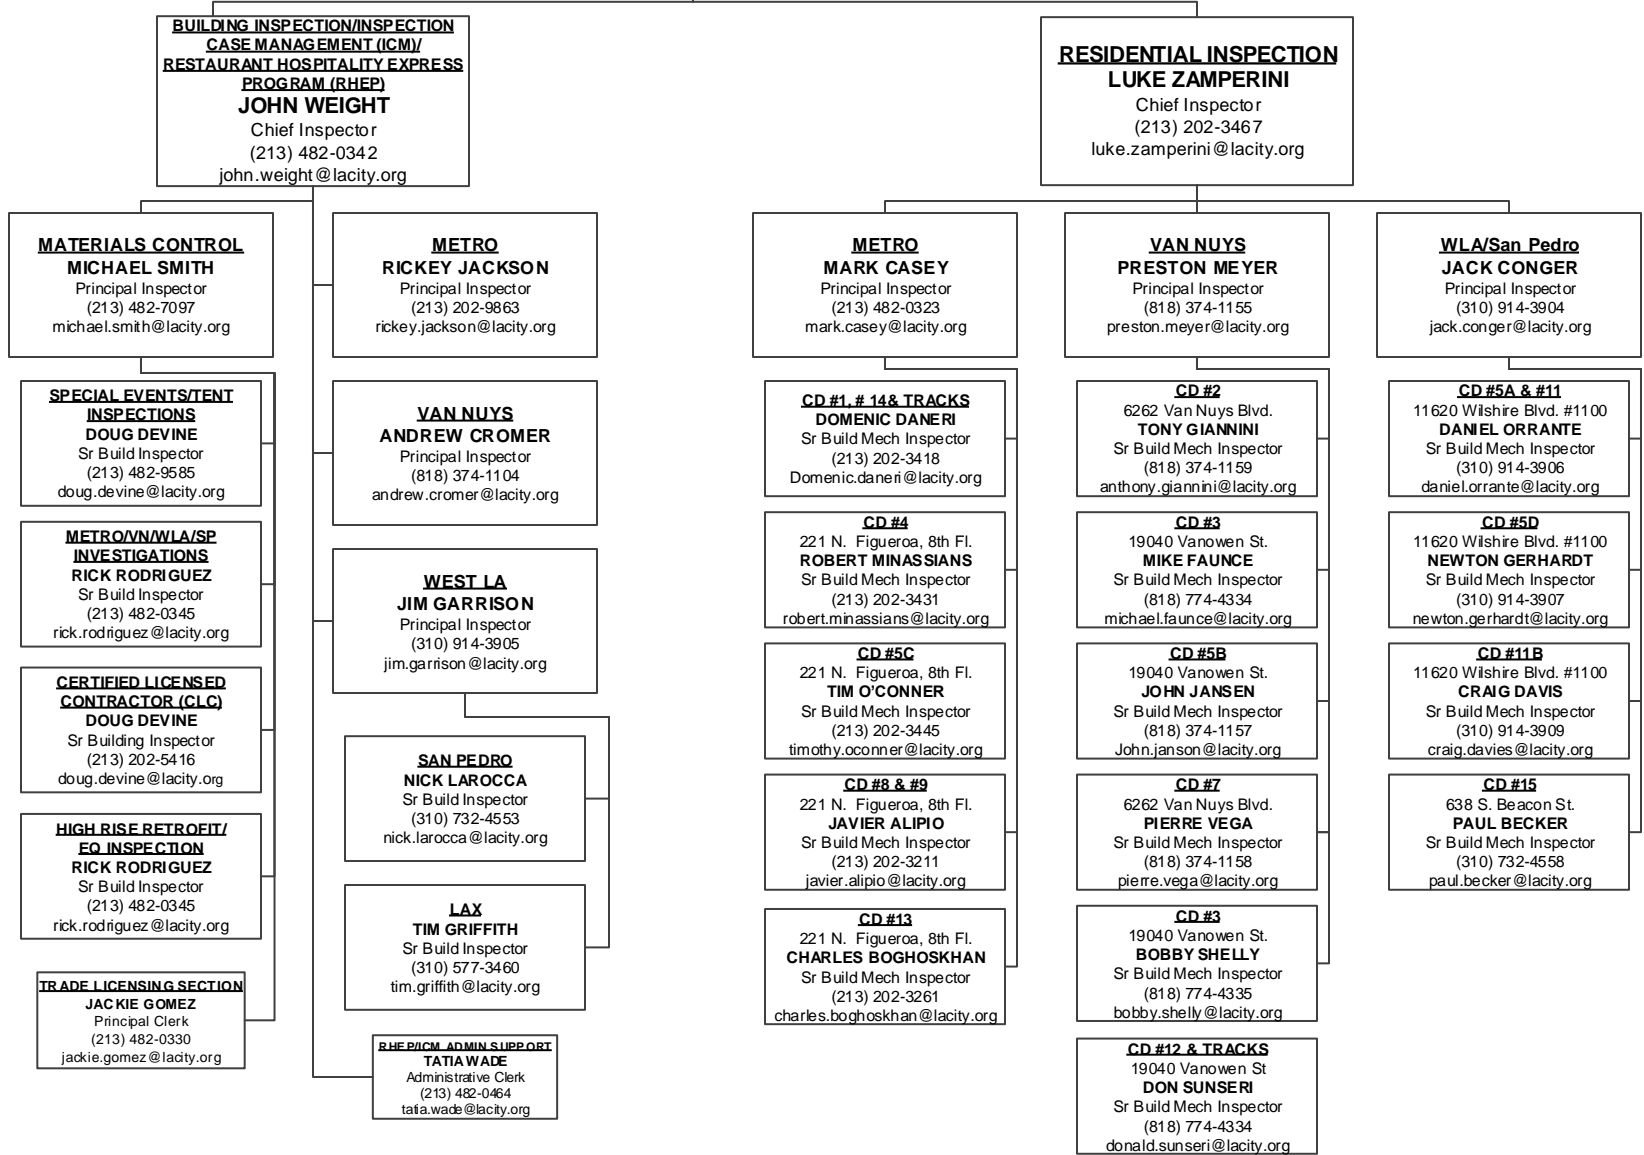 BUILDING INSPECTION/INSPECTION
CASE MANAGEMENT (ICM)/
RESTAURANT HOSPITALITY EXPRESS
PROGRAM (RHEP)
JOHN WEIGHT
Chief Inspector
(213) 482-0342
john.weight@lacity.org
RESIDENTIAL INSPECTION
LUKE ZAMPERINI
Chief Inspector
(213) 202-3467
luke.zamperini@lacity.org
MATERIALS CONTROL
MICHAEL SMITH
Principal Inspector
(213) 482-7097
michael.smith@lacity.org
SPECIAL EVENTS/TENT
INSPECTIONS
DOUG DEVINE
Sr Build Inspector
(213) 482-9585
doug.devine@lacity.org
METRO/VN/WLA/SP
INVESTIGATIONS
RICK RODRIGUEZ
Sr Build Inspector
(213) 482-0345
rick.rodriguez@lacity.org
CERTIFIED LICENSED
CONTRACTOR (CLC)
DOUG DEVINE
Sr Building Inspector
(213) 202-5416
doug.devine@lacity.org
HIGH RISE RETROFIT/
EQ INSPECTION
RICK RODRIGUEZ
Sr Build Inspector
(213) 482-0345
rick.rodriguez@lacity.org
TRADE LICENSING SECTION
JACKIE GOMEZ
Principal Clerk
(213) 482-0330
jackie.gomez@lacity.org
METRO
RICKEY JACKSON
Principal Inspector
(213) 202-9863
rickey.jackson@lacity.org
VAN NUYS
ANDREW CROMER
Principal Inspector
(818) 374-1104
andrew.cromer@lacity.org
WEST LA
JIM GARRISON
Principal Inspector
(310) 914-3905
jim.garrison@lacity.org
SAN PEDRO
NICK LAROCCA
Sr Build Inspector
(310) 732-4553
nick.larocca@lacity.org
LAX
TIM GRIFFITH
Sr Build Inspector
(310) 577-3460
tim.griffith@lacity.org
RHEP/ICM ADMIN SUPPORT
TATIA WADE
Administrative Clerk
(213) 482-0464
tatia.wade@lacity.org
METRO
MARK CASEY
Principal Inspector
(213) 482-0323
mark.casey@lacity.org
CD #1, # 14& TRACKS
DOMENIC DANERI
Sr Build Mech Inspector
(213) 202-3418
Domenic.daneri@lacity.org
CD #4
221 N. Figueroa, 8th Fl.
ROBERT MINASSIANS
Sr Build Mech Inspector
(213) 202-3431
robert.minassians@lacity.org
CD #5C
221 N. Figueroa, 8th Fl.
TIM O’CONNER
Sr Build Mech Inspector
(213) 202-3445
timothy.oconner@lacity.org
CD #8 & #9
221 N. Figueroa, 8th Fl.
JAVIER ALIPIO
Sr Build Mech Inspector
(213) 202-3211
javier.alipio@lacity.org
CD #13
221 N. Figueroa, 8th Fl.
CHARLES BOGHOSKHAN
Sr Build Mech Inspector
(213) 202-3261
charles.boghoskhan@lacity.org
VAN NUYS
PRESTON MEYER
Principal Inspector
(818) 374-1155
preston.meyer@lacity.org
CD #2
6262 Van Nuys Blvd.
TONY GIANNINI
Sr Build Mech Inspector
(818) 374-1159
anthony.giannini@lacity.org
CD #3
19040 Vanowen St.
MIKE FAUNCE
Sr Build Mech Inspector
(818) 774-4334
michael.faunce@lacity.org
CD #5B
19040 Vanowen St.
JOHN JANSEN
Sr Build Mech Inspector
(818) 374-1157
John.janson@lacity.org
CD #7
6262 Van Nuys Blvd.
PIERRE VEGA
Sr Build Mech Inspector
(818) 374-1158
pierre.vega@lacity.org
CD #3
19040 Vanowen St.
BOBBY SHELLY
Sr Build Mech Inspector
(818) 774-4335
bobby.shelly@lacity.org
CD #12 & TRACKS
19040 Vanowen St
DON SUNSERI
Sr Build Mech Inspector
(818) 774-4334
donald.sunseri@lacity.org
WLA/San Pedro
JACK CONGER
Principal Inspector
(310) 914-3904
jack.conger@lacity.org
CD #5A & #11
11620 Wilshire Blvd. #1100
DANIEL ORRANTE
Sr Build Mech Inspector
(310) 914-3906
daniel.orrante@lacity.org
CD #5D
11620 Wilshire Blvd. #1100
NEWTON GERHARDT
Sr Build Mech Inspector
(310) 914-3907
newton.gerhardt@lacity.org
CD #11B
11620 Wilshire Blvd. #1100
CRAIG DAVIS
Sr Build Mech Inspector
(310) 914-3909
craig.davies@lacity.org
CD #15
638 S. Beacon St.
PAUL BECKER
Sr Build Mech Inspector
(310) 732-4558
paul.becker@lacity.org